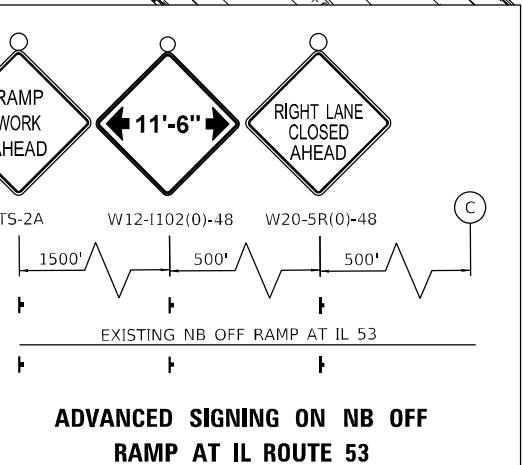 RAMP
WORK
AHEAD
11'-6"
RIGHT LANE
CLOSED
AHEAD
TS-2A
W12-I102(0)-48
W20-5R(0)-48
C
1500'
500'
500'
EXISTING NB OFF RAMP AT IL 53
ADVANCED SIGNING ON NB OFF
RAMP AT IL ROUTE 53